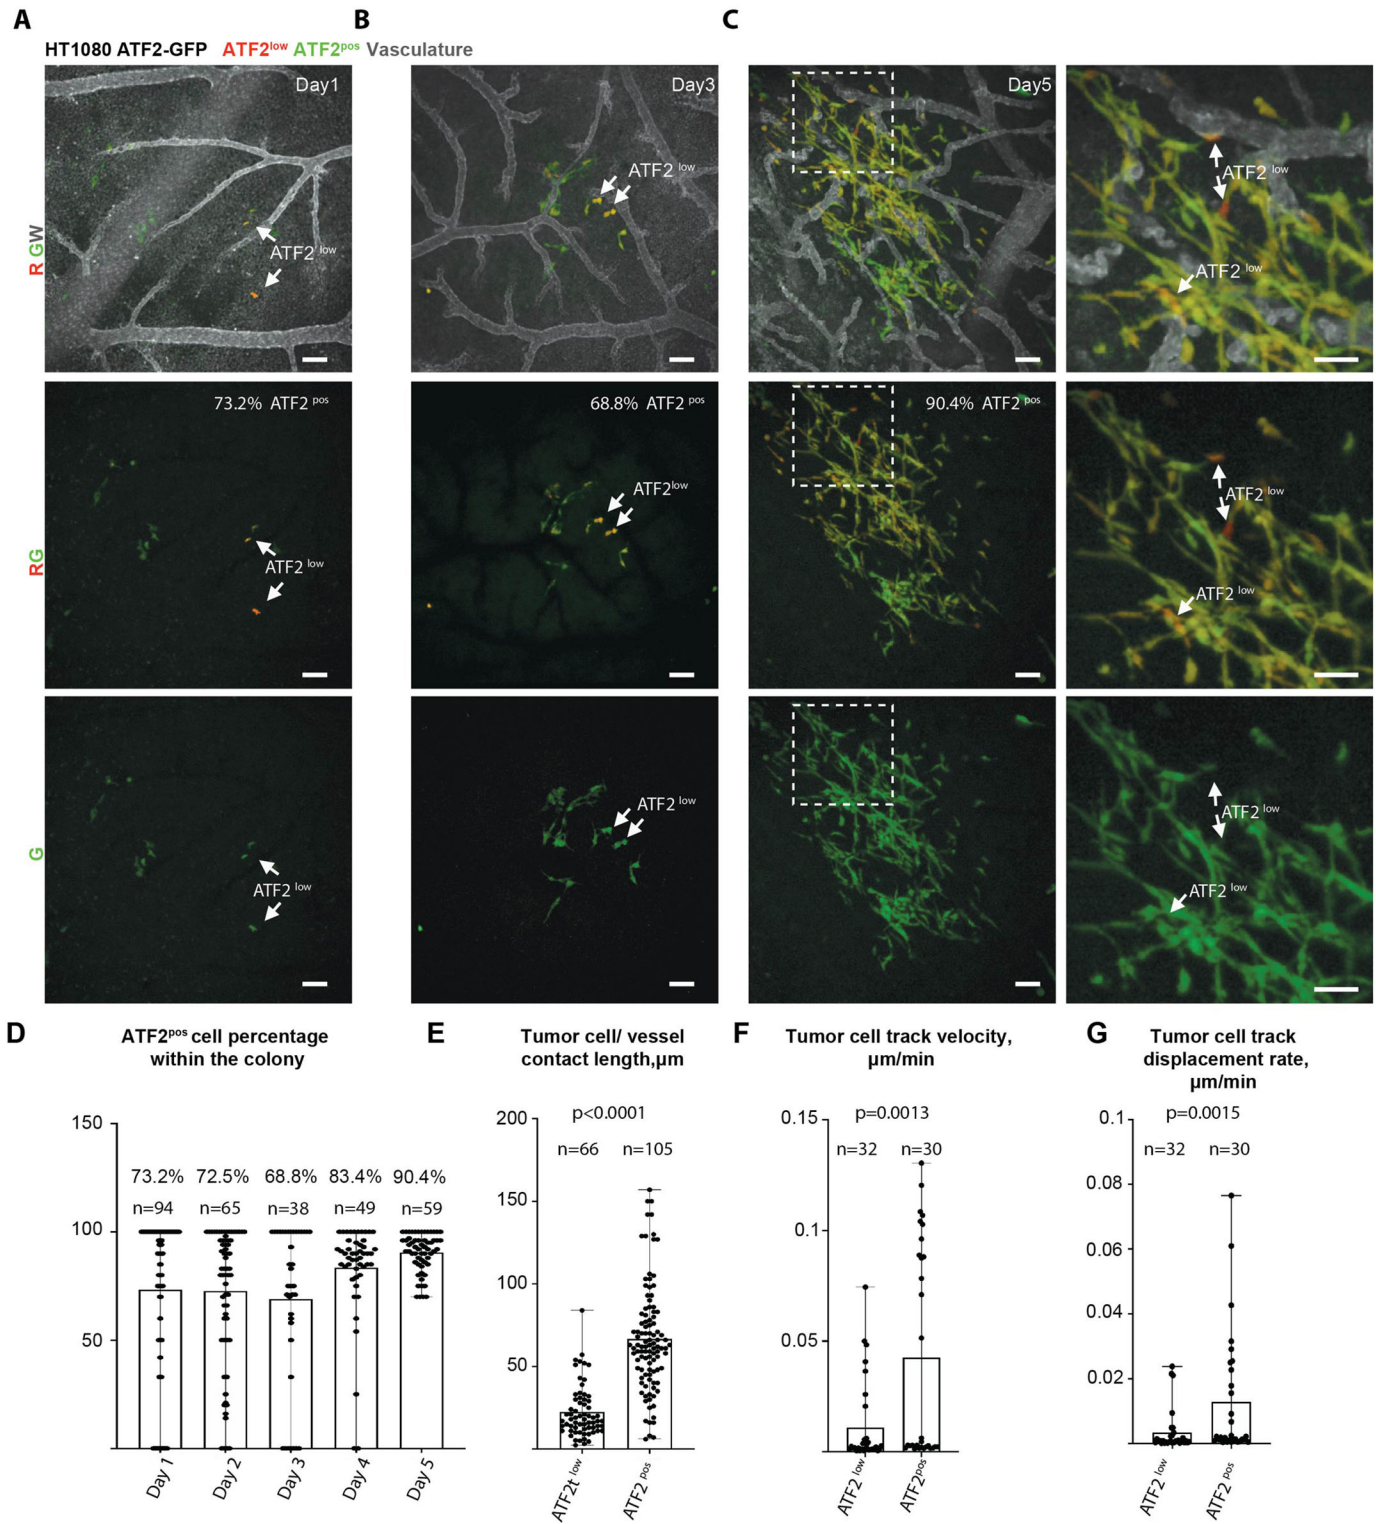 A
B
C
HT1080 ATF2-GFP ATF2low ATF2pos Vasculature
R GW
Day1
ATF2 low
Day3
ATF2 low
Day5
ATF2 low
ATF2 low
RG
73.2% ATF2 pos
ATF2 low
68.8% ATF2 pos
ATF2low
90.4% ATF2 pos
ATF2 low
ATF2 low
G
ATF2 low
ATF2 low
ATF2 low
ATF2 low
D
ATF2pos cell percentage
within the colony
150
100
50
73.2% 72.5% 68.8% 83.4% 90.4%
n=94 n=65 n=38 n=49 n=59
Day 1 Day 2 Day 3 Day 4 Day 5
E
Tumor cell/ vessel
contact length,µm
p<0.0001
n=66 n=105
200
150
100
50
ATF2t low ATF2 pos
F
Tumor cell track velocity,
µm/min
p=0.0013
n=32 n=30
0.15
0.1
0.05
ATF2 low ATF2pos
G
Tumor cell track
displacement rate,
µm/min
p=0.0015
n=32 n=30
0.1
0.08
0.06
0.04
0.02
ATF2 low ATF2 pos